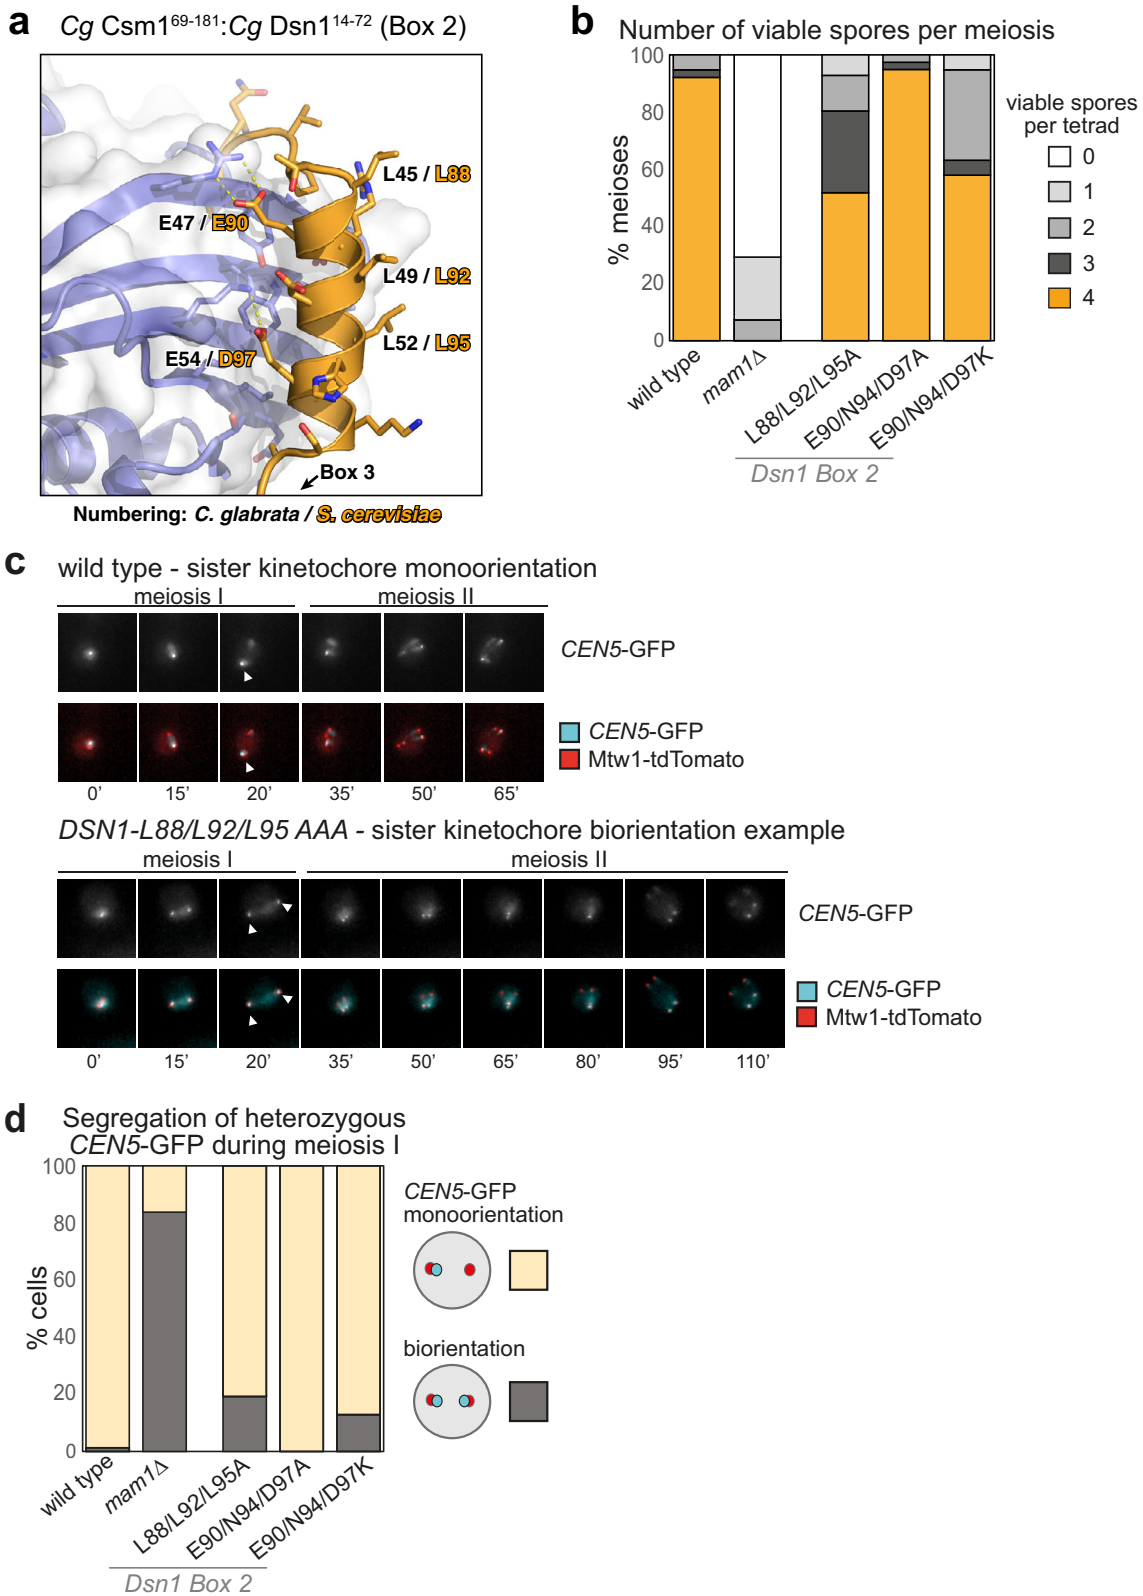 a
Cg Csm1⁶⁹⁻¹⁸¹:Cg Dsn1¹⁴⁻⁷² (Box 2)
L45 / L88
E47 / E90
L49 / L92
L52 / L95
E54 / D97
Box 3
Numbering: C. glabrata / S. cerevisiae
b
Number of viable spores per meiosis
% meioses
100
80
60
40
20
0
wild type
mam1Δ
L88/L92/L95A
E90/N94/D97A
E90/N94/D97K
Dsn1 Box 2
viable spores
per tetrad
0
1
2
3
4
c
wild type - sister kinetochore monoorientation
meiosis I
meiosis II
CEN5-GFP
CEN5-GFP
Mtw1-tdTomato
0’ 15’ 20’ 35’ 50’ 65’
DSN1-L88/L92/L95 AAA - sister kinetochore biorientation example
meiosis I
meiosis II
CEN5-GFP
CEN5-GFP
Mtw1-tdTomato
0’ 15’ 20’ 35’ 50’ 65’ 80’ 95’ 110’
d
Segregation of heterozygous
CEN5-GFP during meiosis I
% cells
100
80
60
40
20
0
wild type
mam1Δ
L88/L92/L95A
E90/N94/D97A
E90/N94/D97K
Dsn1 Box 2
CEN5-GFP
monoorientation
biorientation